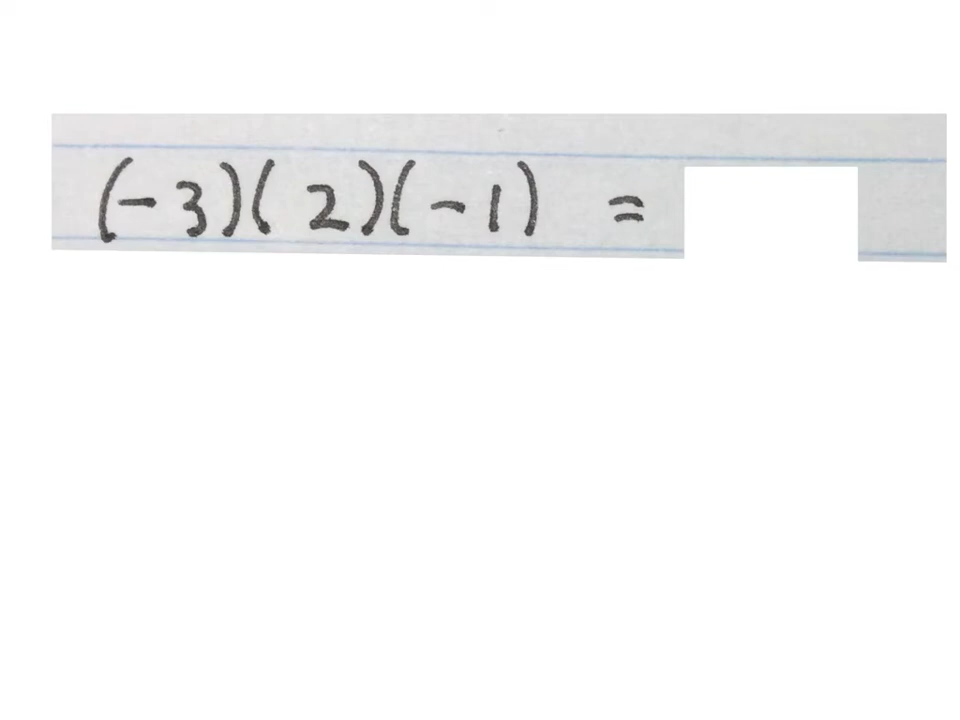 (-3)(2)(-1) =